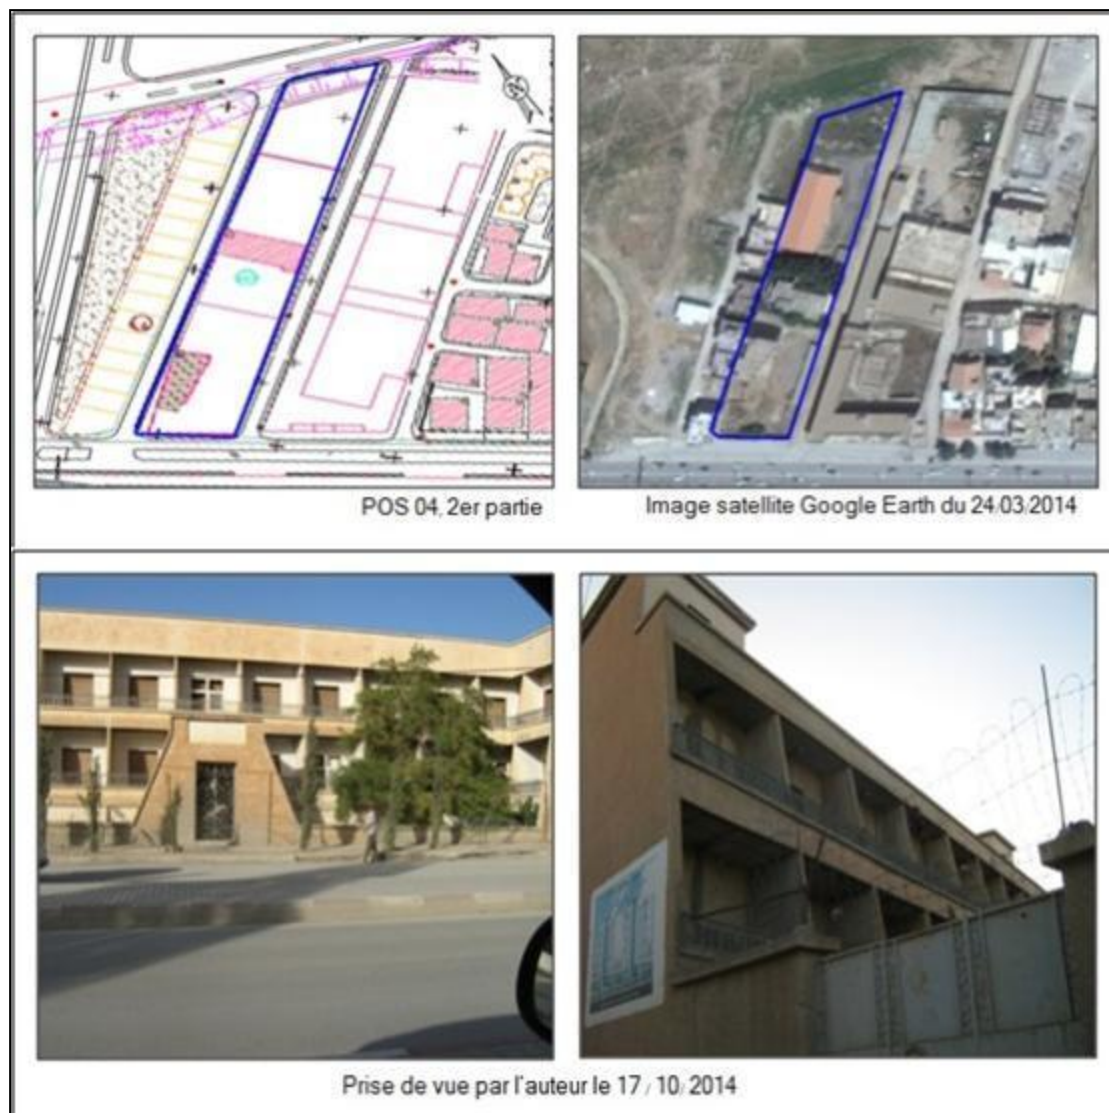 POS 04, 2er partie
Image satellite Google Earth du 24/03/2014
Prise de vue par l'auteur le 17 / 10/ 2014